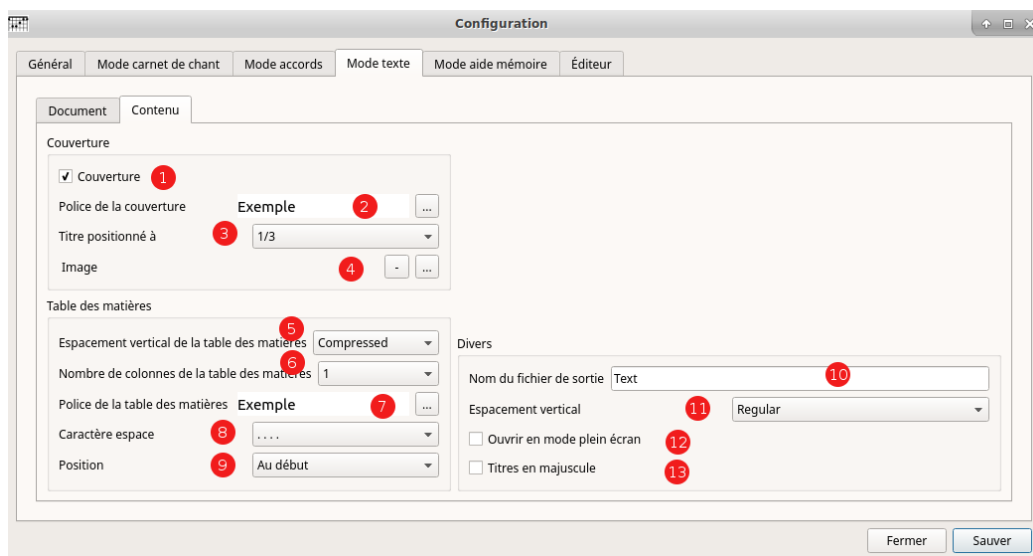 Configuration
Général Mode carnet de chant Mode accords Mode texte Mode aide mémoire Éditeur
Document Contenu
Couverture
Couverture 1
Police de la couverture Exemple 2 ...
Titre positionné à 3 1/3
Image 4 - ...
Table des matières
5
Espacement vertical de la table des matières Compressed
6
Nombre de colonnes de la table des matières 1
Police de la table des matières Exemple 7 ...
Caractère espace 8 . . . .
Position 9 Au début
Divers
Nom du fichier de sortie Text 10
Espacement vertical 11 Regular
Ouvrir en mode plein écran 12
Titres en majuscule 13
Fermer Sauver